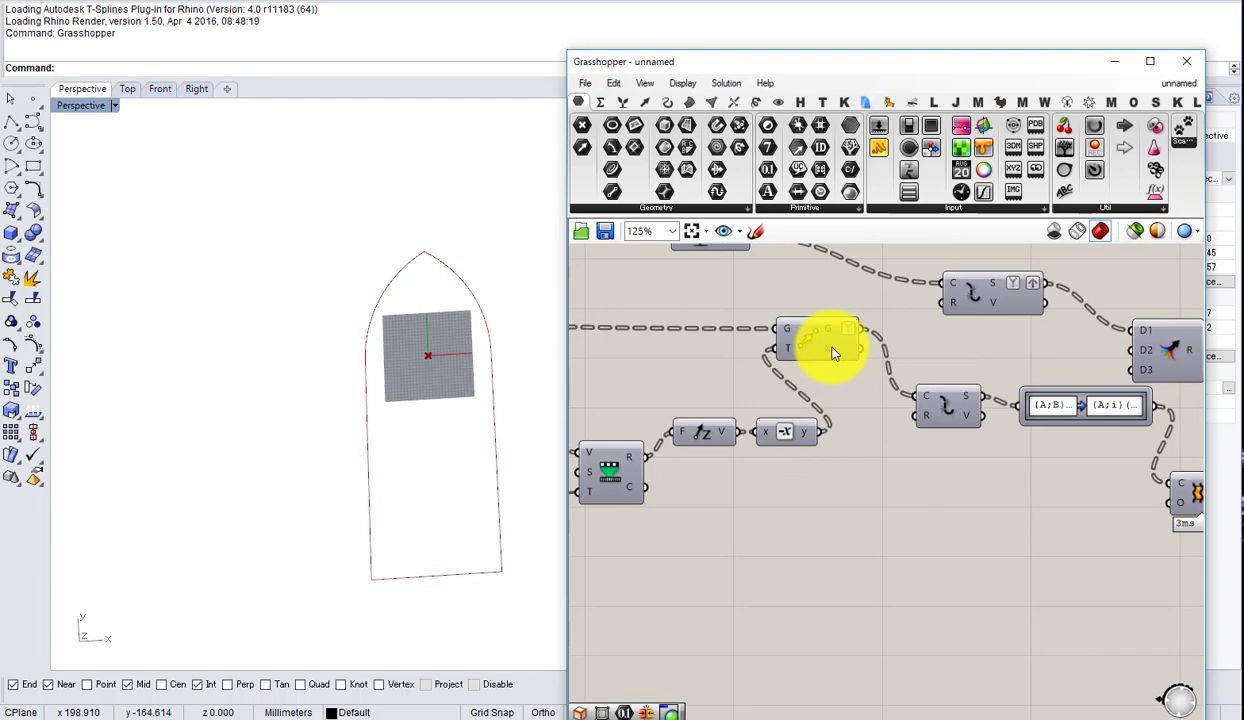 Loading Autodesk T-Splines Plug-in for Rhino (Version: 4.0 r11183 (64))
Loading Rhino Render, version 1.50, Apr 4 2016, 08:48:19
Command: Grasshopper
Command:
Perspective Top Front Right
Perspective
Grasshopper - unnamed
File Edit View Display Solution Help unnamed
H T K L J M M W M O S K L
Geometry Primitive Input Util
125%
C S
R V
G G
T X
D1
D2 R
D3
C S
R V
{A;B}... {A;i}(...
F V
x -x y
V R
S
T C
C
O
3ms
y
z x
End Near Point Mid Cen Int Perp Tan Quad Knot Vertex Project Disable
CPlane x 198.910 y -164.614 z 0.000 Millimeters Default Grid Snap Ortho